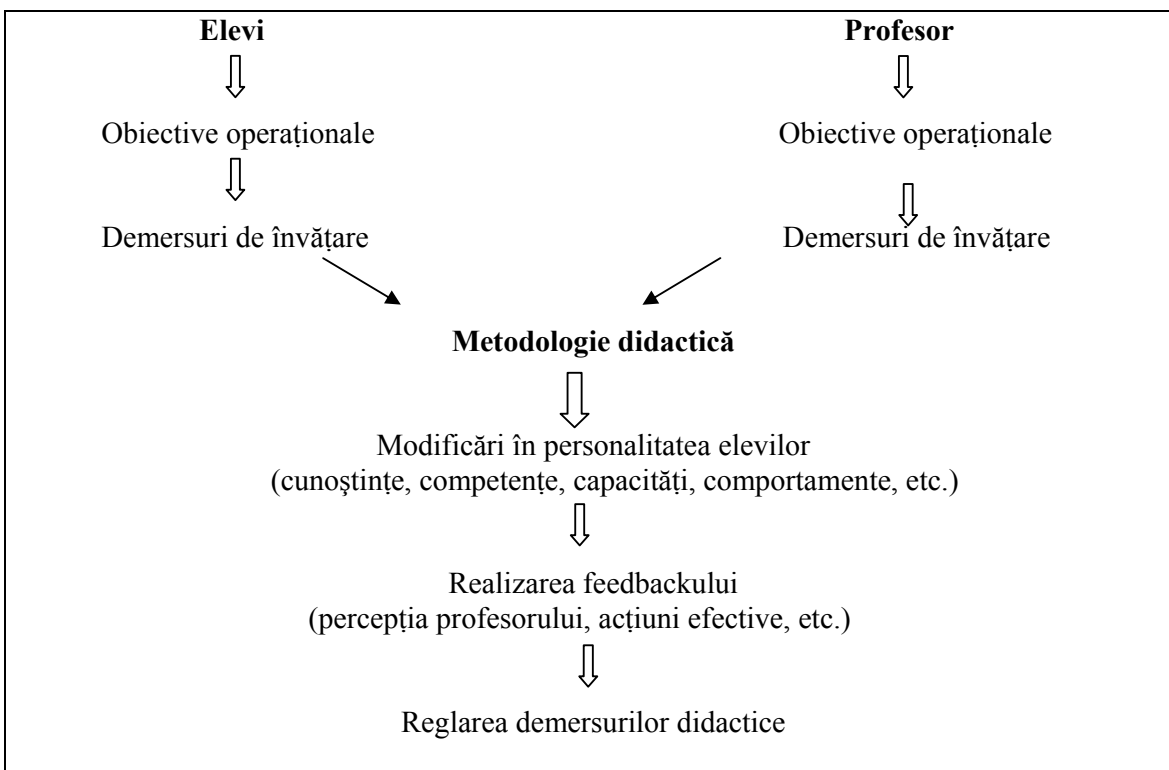 Elevi Profesor
Obiective operaționale Obiective operaționale
Demersuri de învățare Demersuri de învățare
Metodologie didactică
Modificări în personalitatea elevilor
(cunoştințe, competențe, capacități, comportamente, etc.)
Realizarea feedbackului
(percepția profesorului, acțiuni efective, etc.)
Reglarea demersurilor didactice